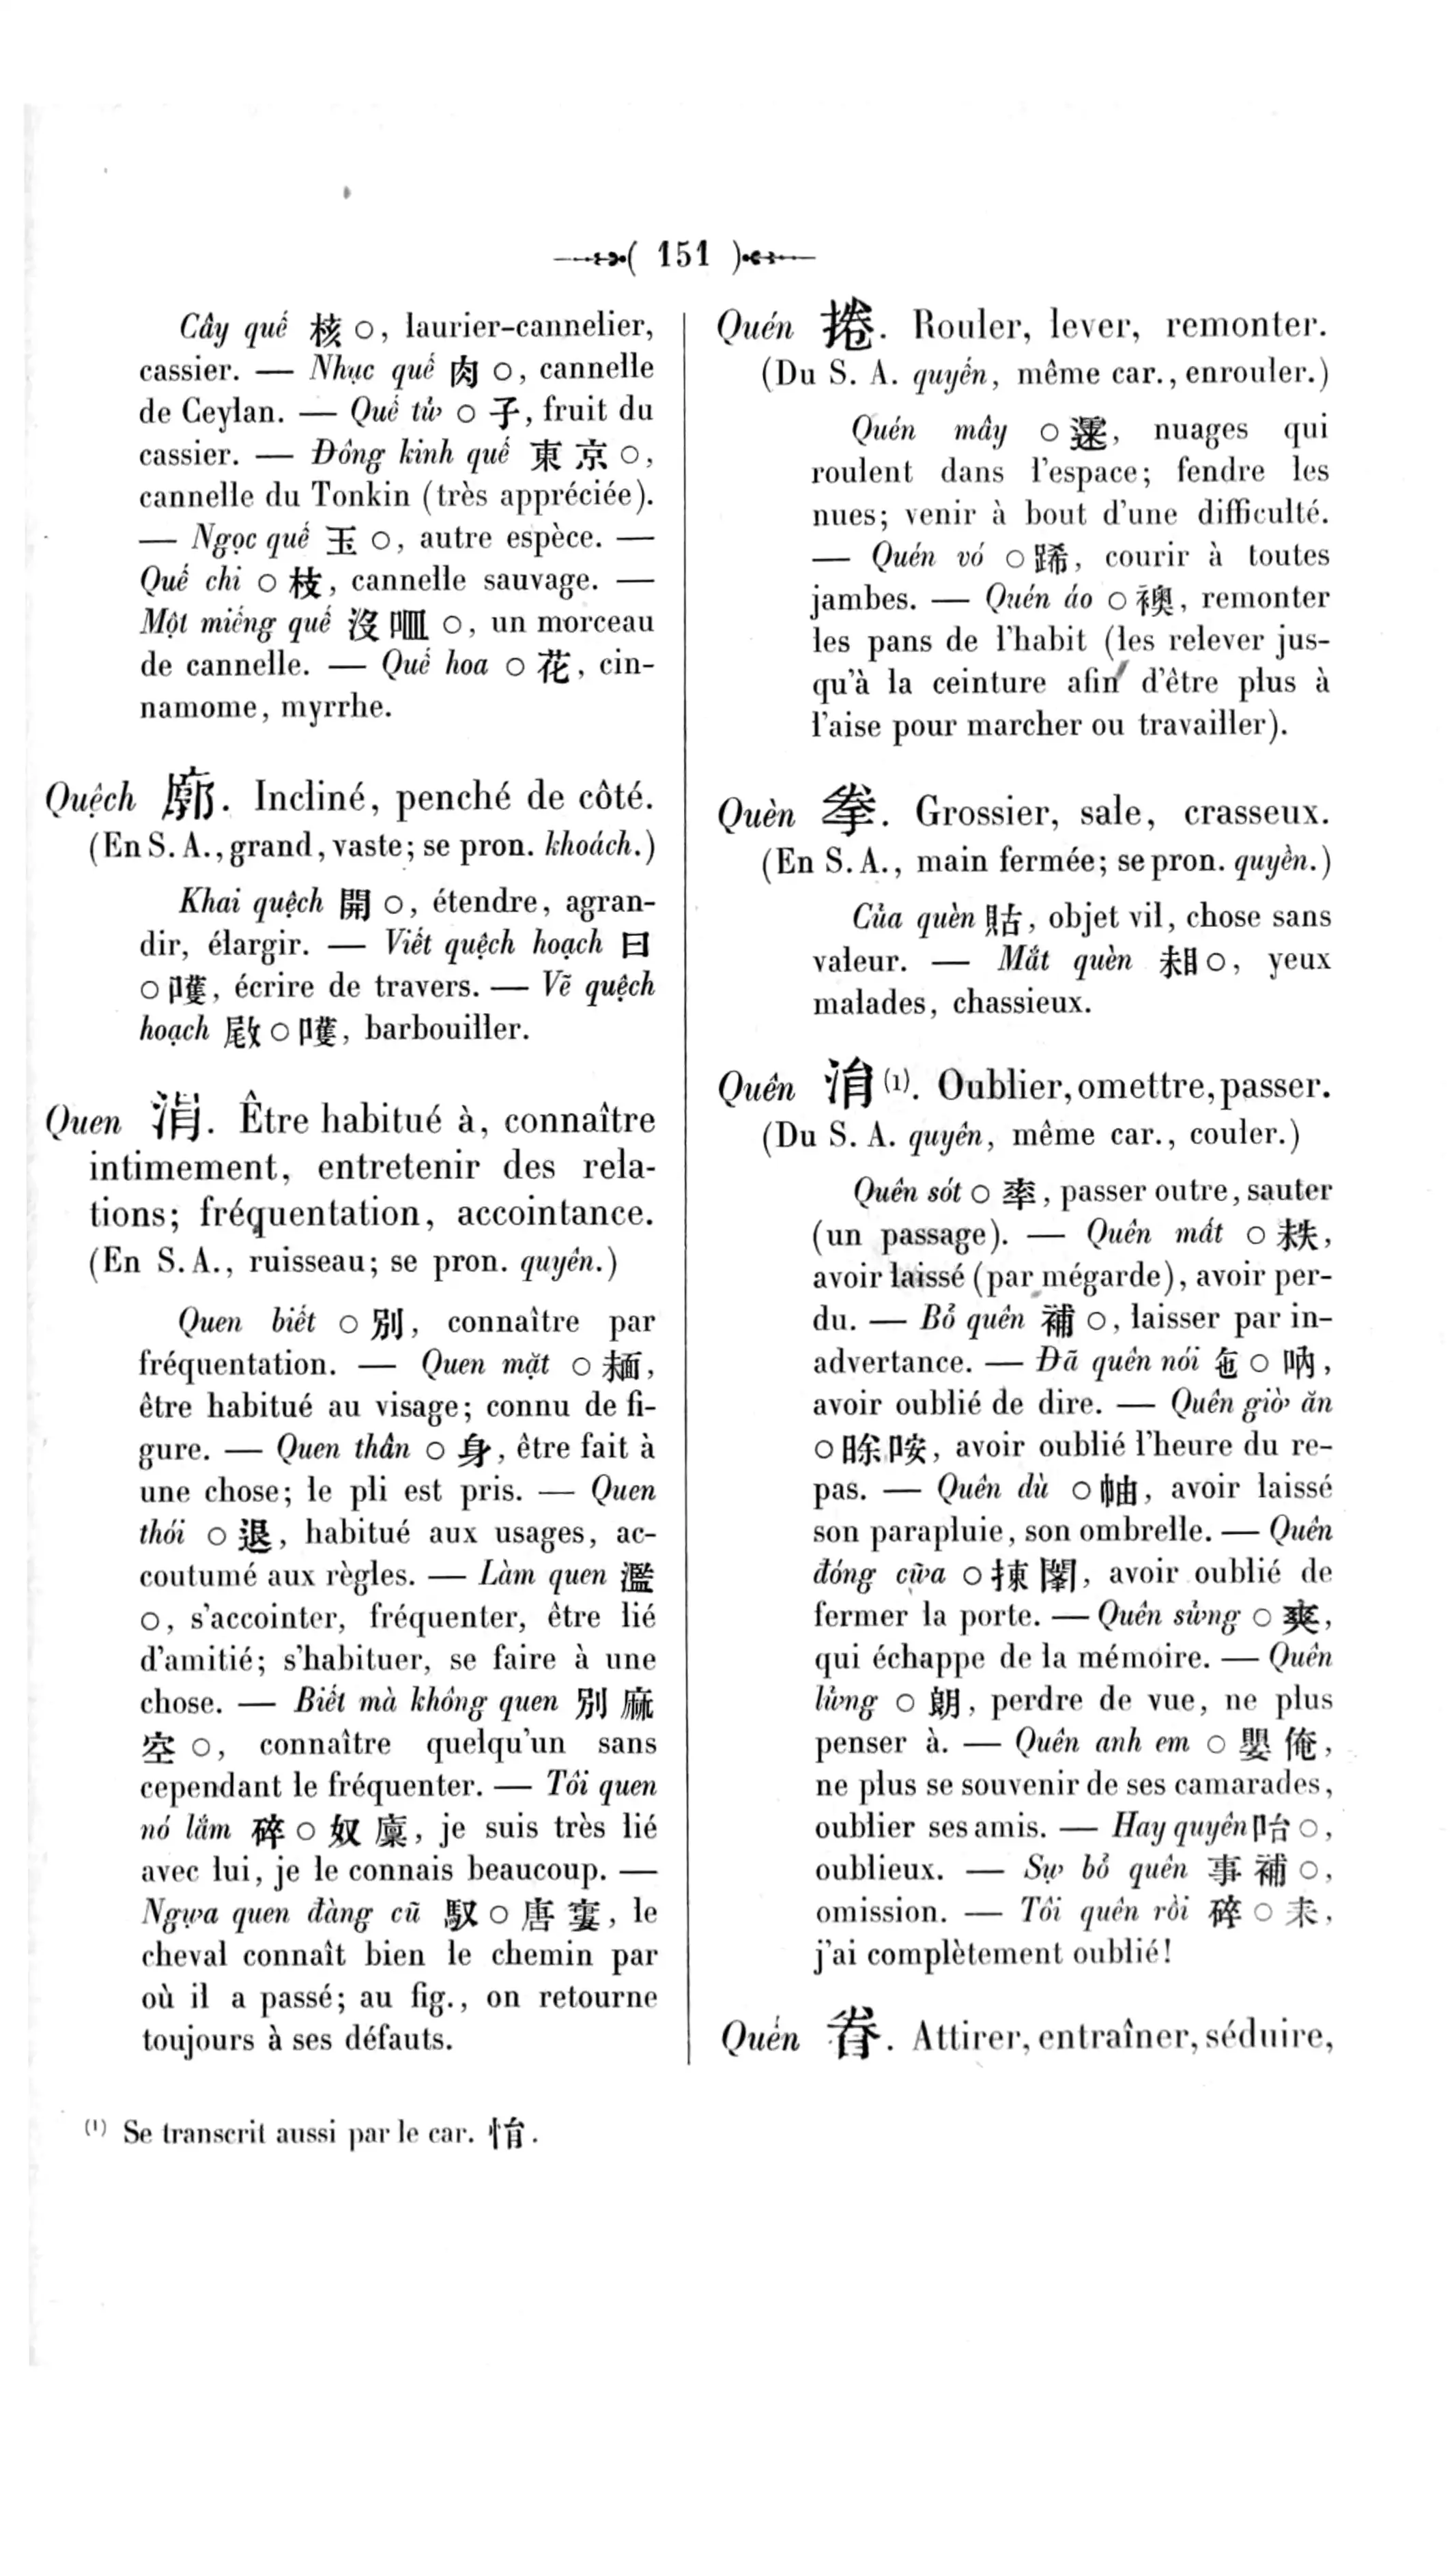 ( 151 )
Cây quế 核 ○, laurier-cannelier,
cassier. — Nhục quế 肉 ○, cannelle
de Ceylan. — Quế tử ○ 子, fruit du
cassier. — Đông kinh quế 東 京 ○,
cannelle du Tonkin (très appréciée).
— Ngọc quế 玉 ○, autre espèce. —
Quế chi ○ 枝, cannelle sauvage. —
Một miếng quế 沒 ○, un morceau
de cannelle. — Quế hoa ○ 花, cin-
namome, myrrhe.
Quệch 廓. Incliné, penché de côté.
(En S. A., grand, vaste; se pron. khoách.)
Khai quệch 開 ○, étendre, agran-
dir, élargir. — Viết quệch hoạch 曰
○ 嚄, écrire de travers. — Vẽ quệch
hoạch ○ 嚄, barbouiller.
Quen 涓. Être habitué à, connaître
intimement, entretenir des rela-
tions; fréquentation, accointance.
(En S. A., ruisseau; se pron. quyên.)
Quen biết ○ 別, connaître par
fréquentation. — Quen mặt ○,
être habitué au visage; connu de fi-
gure. — Quen thân ○ 身, être fait à
une chose; le pli est pris. — Quen
thói ○ 退, habitué aux usages, ac-
coutumé aux règles. — Làm quen 濫
○, s'accointer, fréquenter, être lié
d'amitié; s'habituer, se faire à une
chose. — Biết mà không quen 別 麻
空 ○, connaître quelqu'un sans
cependant le fréquenter. — Tôi quen
nó lắm 碎 ○ 奴 廩, je suis très lié
avec lui, je le connais beaucoup. —
Ngựa quen đàng cũ 馭 ○ 唐 寠, le
cheval connaît bien le chemin par
où il a passé; au fig., on retourne
toujours à ses défauts.
Quén 捲. Rouler, lever, remonter.
(Du S. A. quyển, même car., enrouler.)
Quén mây ○, nuages qui
roulent dans l'espace; fendre les
nues; venir à bout d'une difficulté.
— Quén vó ○, courir à toutes
jambes. — Quén áo ○ 襖, remonter
les pans de l'habit (les relever jus-
qu'à la ceinture afin d'être plus à
l'aise pour marcher ou travailler).
Quèn 拳. Grossier, sale, crasseux.
(En S. A., main fermée; se pron. quyền.)
Của quèn, objet vil, chose sans
valeur. — Mắt quèn ○, yeux
malades, chassieux.
Quên (1). Oublier, omettre, passer.
(Du S. A. quyên, même car., couler.)
Quên sót ○ 率, passer outre, sauter
(un passage). — Quên mất ○,
avoir laissé (par mégarde), avoir per-
du. — Bỏ quên 補 ○, laisser par in-
advertance. — Đã quên nói ○ 吶,
avoir oublié de dire. — Quên giờ ăn
○ 咹, avoir oublié l'heure du re-
pas. — Quên dù ○ 帕, avoir laissé
son parapluie, son ombrelle. — Quên
đóng cữa ○, avoir oublié de
fermer la porte. — Quên sửng ○ 爽,
qui échappe de la mémoire. — Quên
lửng ○ 朗, perdre de vue, ne plus
penser à. — Quên anh em ○ 嬰 俺,
ne plus se souvenir de ses camarades,
oublier ses amis. — Hay quyên 咍 ○,
oublieux. — Sự bỏ quên 事 補 ○,
omission. — Tôi quên rồi 碎 ○ 耒,
j'ai complètement oublié!
Quến 眷. Attirer, entraîner, séduire,
(1) Se transcrit aussi par le car.